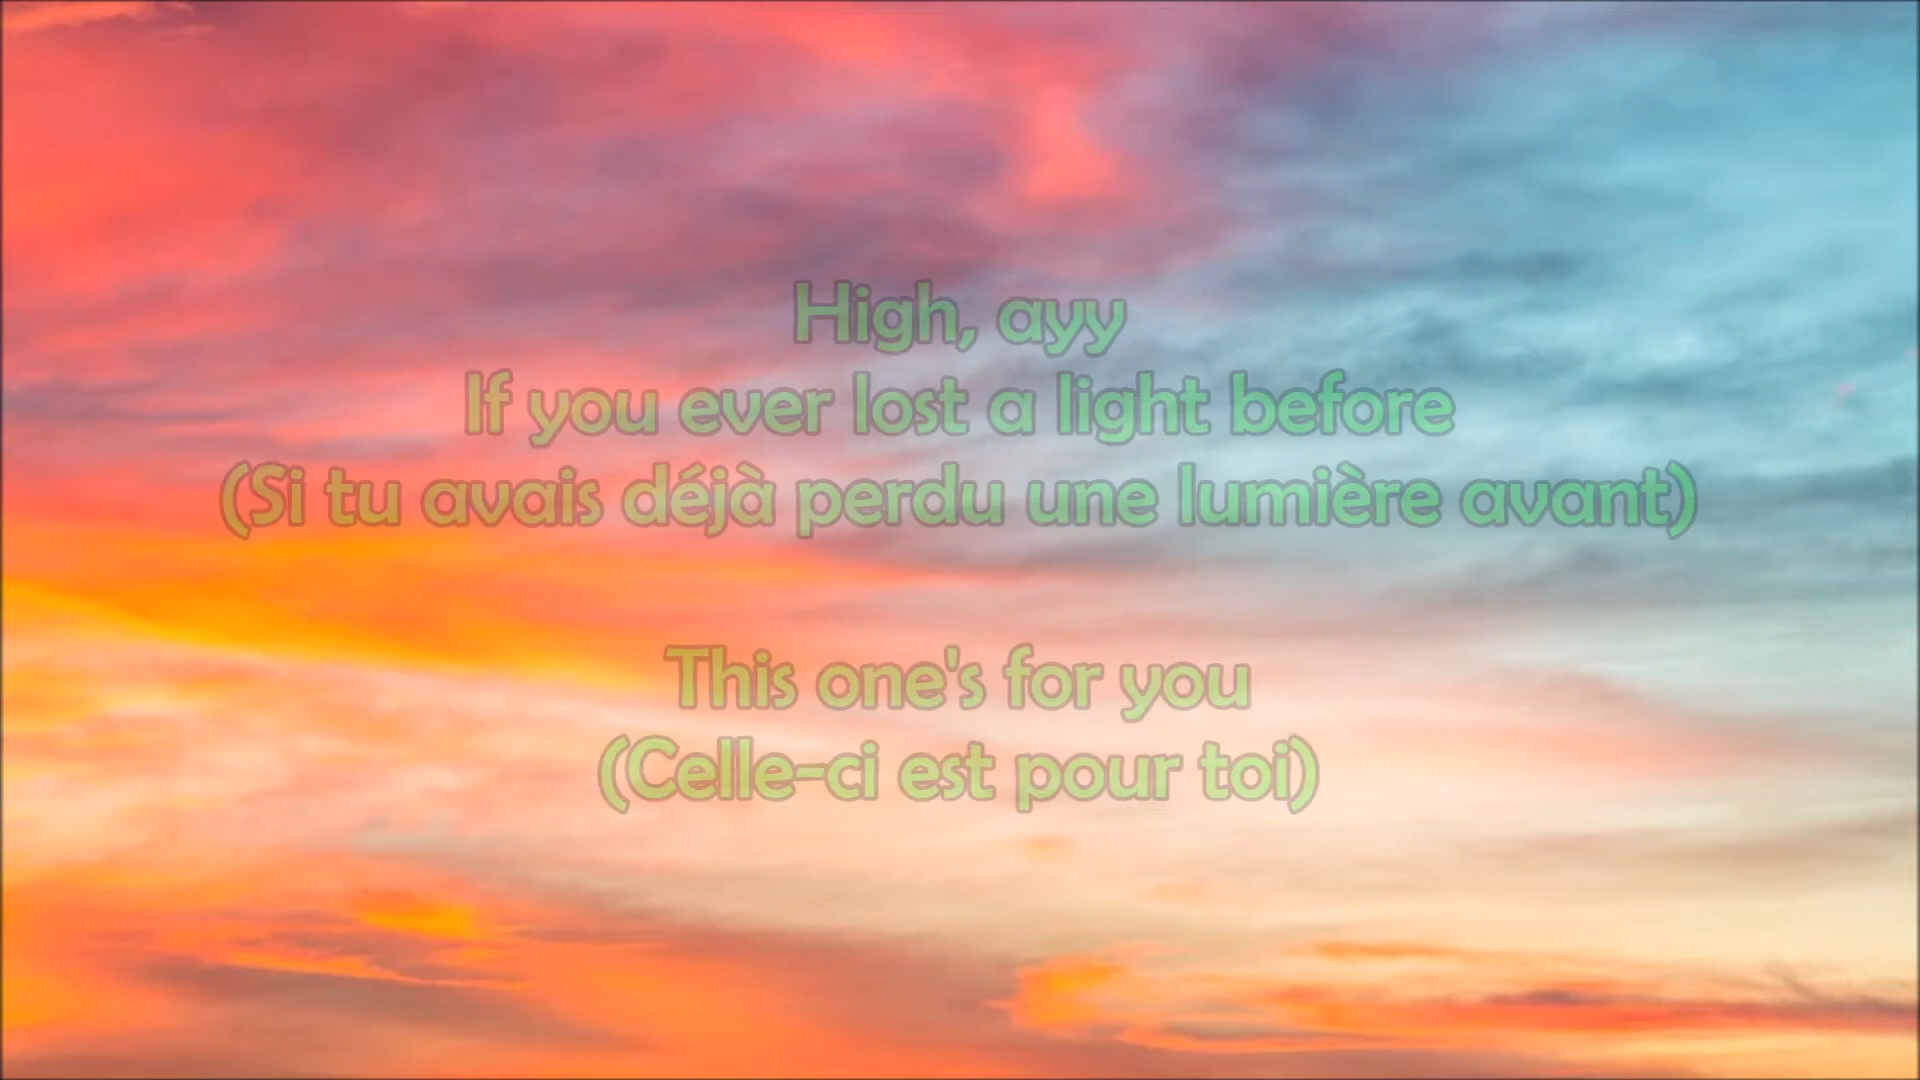 High, ayy
If you ever lost a light before
(Si tu avais déjà perdu une lumière avant)
This one's for you
(Celle-ci est pour toi)